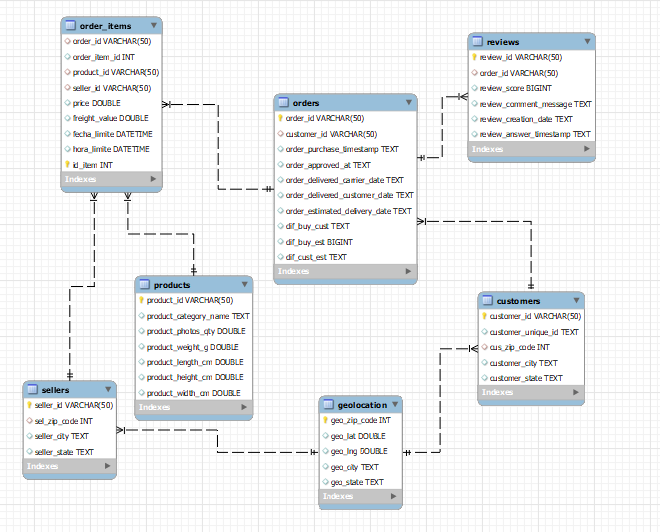 order_items
order_id VARCHAR(50)
order_item_id INT
product_id VARCHAR(50)
seller_id VARCHAR(50)
price DOUBLE
freight_value DOUBLE
fecha_limite DATETIME
hora_limite DATETIME
id_item INT
Indexes
orders
order_id VARCHAR(50)
customer_id VARCHAR(50)
order_purchase_timestamp TEXT
order_approved_at TEXT
order_delivered_carrier_date TEXT
order_delivered_customer_date TEXT
order_estimated_delivery_date TEXT
dif_buy_cust TEXT
dif_buy_est BIGINT
dif_cust_est TEXT
Indexes
reviews
review_id VARCHAR(50)
order_id VARCHAR(50)
review_score BIGINT
review_comment_message TEXT
review_creation_date TEXT
review_answer_timestamp TEXT
Indexes
products
product_id VARCHAR(50)
product_category_name TEXT
product_photos_qty DOUBLE
product_weight_g DOUBLE
product_length_cm DOUBLE
product_height_cm DOUBLE
product_width_cm DOUBLE
Indexes
customers
customer_id VARCHAR(50)
customer_unique_id TEXT
cus_zip_code INT
customer_city TEXT
customer_state TEXT
Indexes
sellers
seller_id VARCHAR(50)
sel_zip_code INT
seller_city TEXT
seller_state TEXT
Indexes
geolocation
geo_zip_code INT
geo_lat DOUBLE
geo_lng DOUBLE
geo_city TEXT
geo_state TEXT
Indexes